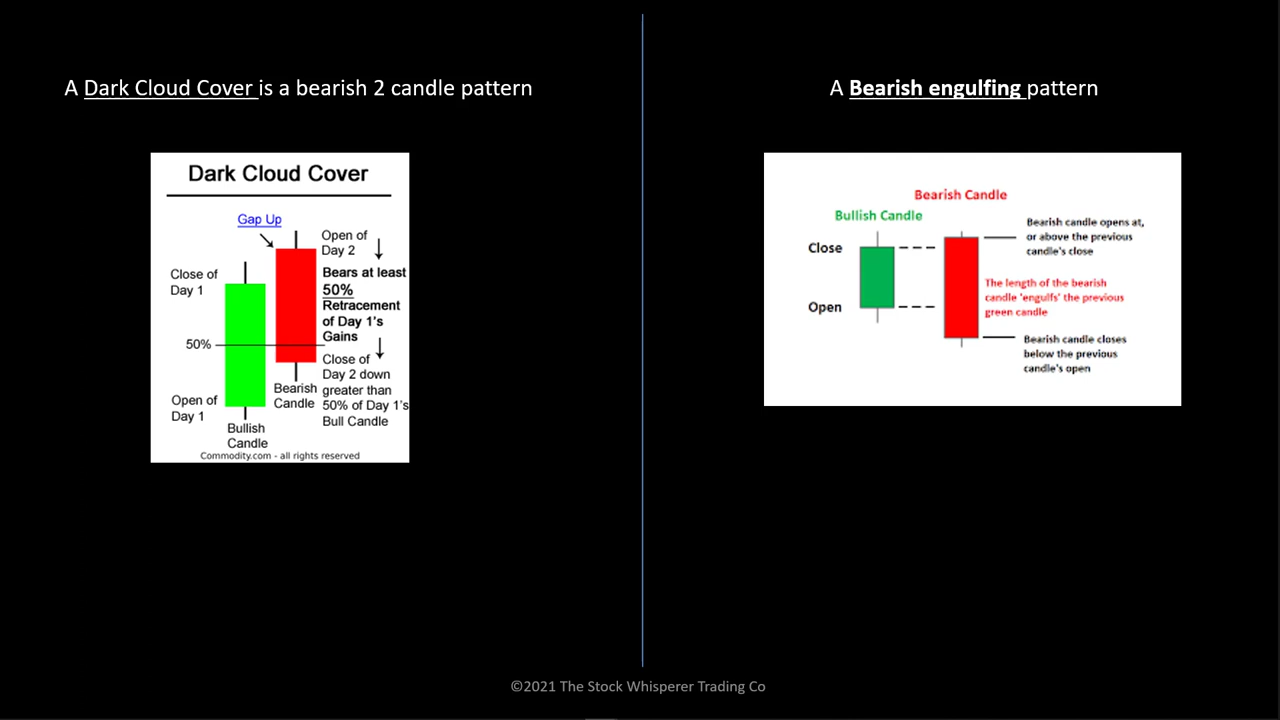 A Dark Cloud Cover is a bearish 2 candle pattern
Dark Cloud Cover
Gap Up
Open of
Day 2
Close of
Day 1
Bears at least
50%
Retracement
of Day 1's
Gains
50%
Close of
Day 2 down
greater than
50% of Day 1's
Bull Candle
Bearish
Candle
Open of
Day 1
Bullish
Candle
Commodity.com - all rights reserved
A Bearish engulfing pattern
Bearish Candle
Bullish Candle
Close
Open
Bearish candle opens at,
or above the previous
candle's close
The length of the bearish
candle 'engulfs' the previous
green candle
Bearish candle closes
below the previous
candle's open
©2021 The Stock Whisperer Trading Co